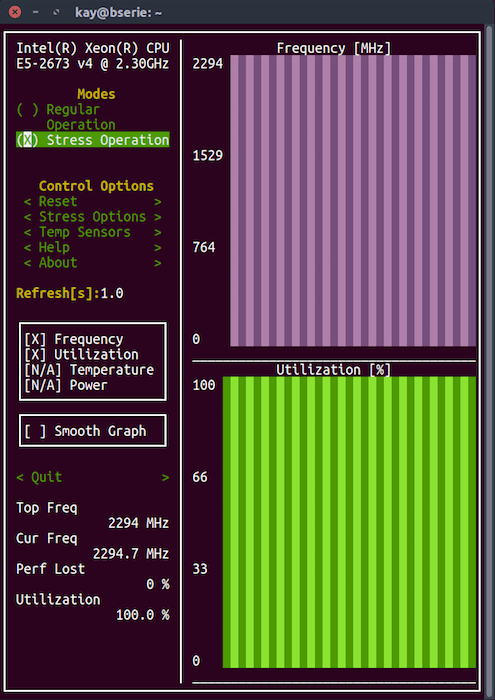 kay@bserie: ~
Intel(R) Xeon(R) CPU
E5-2673 v4 @ 2.30GHz
Modes
( ) Regular
Operation
(X) Stress Operation
Control Options
< Reset >
< Stress Options >
< Temp Sensors >
< Help >
< About >
Refresh[s]:1.0
[X] Frequency
[X] Utilization
[N/A] Temperature
[N/A] Power
[ ] Smooth Graph
< Quit >
Top Freq
2294 MHz
Cur Freq
2294.7 MHz
Perf Lost
0 %
Utilization
100.0 %
Frequency [MHz]
2294
1529
764
0
Utilization [%]
100
66
33
0